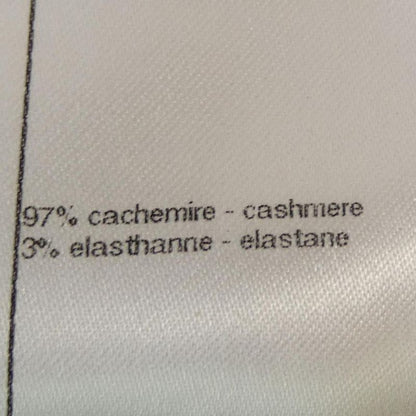 97% cachemire - cashmere
3% elasthanne - elastane